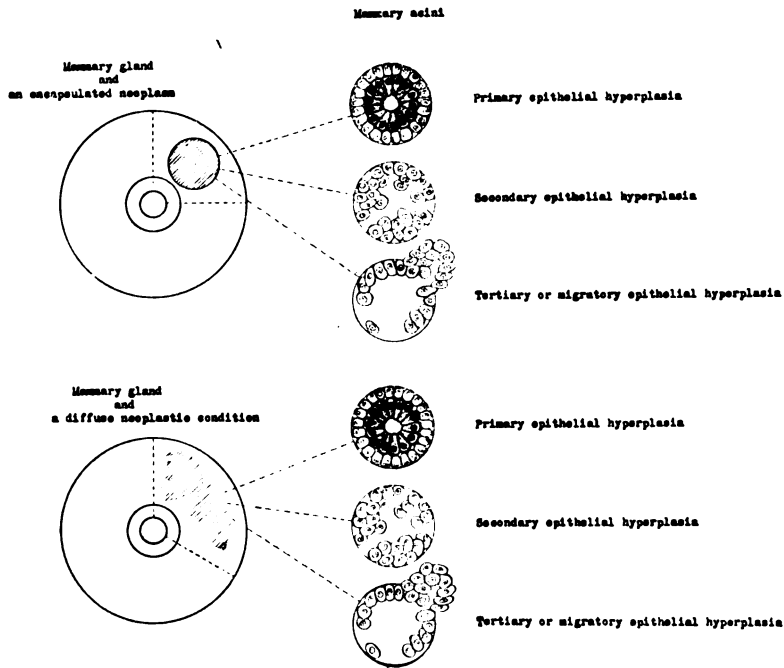 Mammary acini
Mammary gland
and
an encapsulated neoplasm
Primary epithelial hyperplasia
Secondary epithelial hyperplasia
Tertiary or migratory epithelial hyperplasia
Mammary gland
and
a diffuse neoplastic condition
Primary epithelial hyperplasia
Secondary epithelial hyperplasia
Tertiary or migratory epithelial hyperplasia